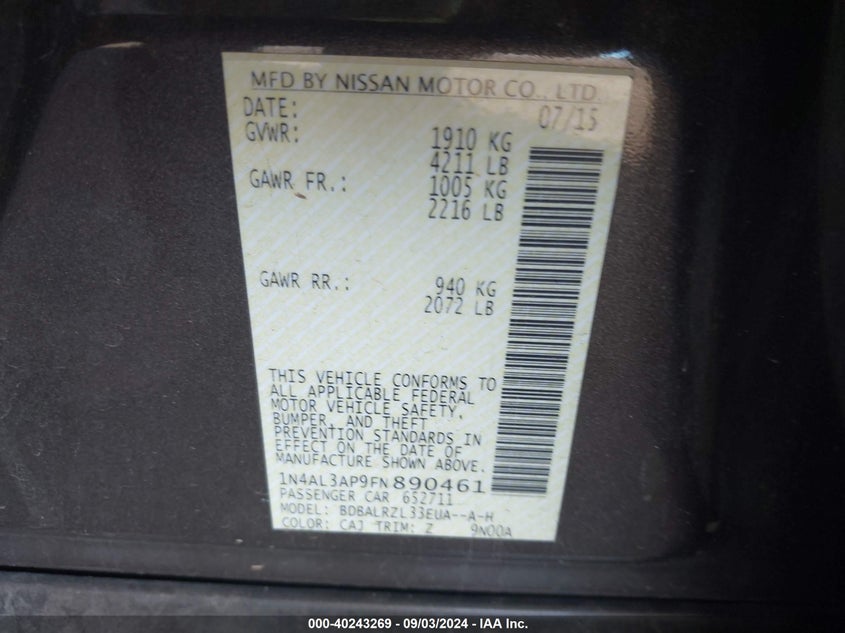 MFD BY NISSAN MOTOR CO., LTD
DATE: 07/15
GVWR: 1910 KG
4211 LB
GAWR FR.: 1005 KG
2216 LB
GAWR RR.: 940 KG
2072 LB
THIS VEHICLE CONFORMS TO
ALL APPLICABLE FEDERAL
MOTOR VEHICLE SAFETY,
BUMPER, AND THEFT
PREVENTION STANDARDS IN
EFFECT ON THE DATE OF
MANUFACTURE SHOWN ABOVE.
1N4AL3AP9FN890461
PASSENGER CAR 652711
MODEL: BDBALRZL33EUA--A-H
COLOR: CAJ TRIM: Z 9N00A
000-40243269 - 09/03/2024 - IAA Inc.